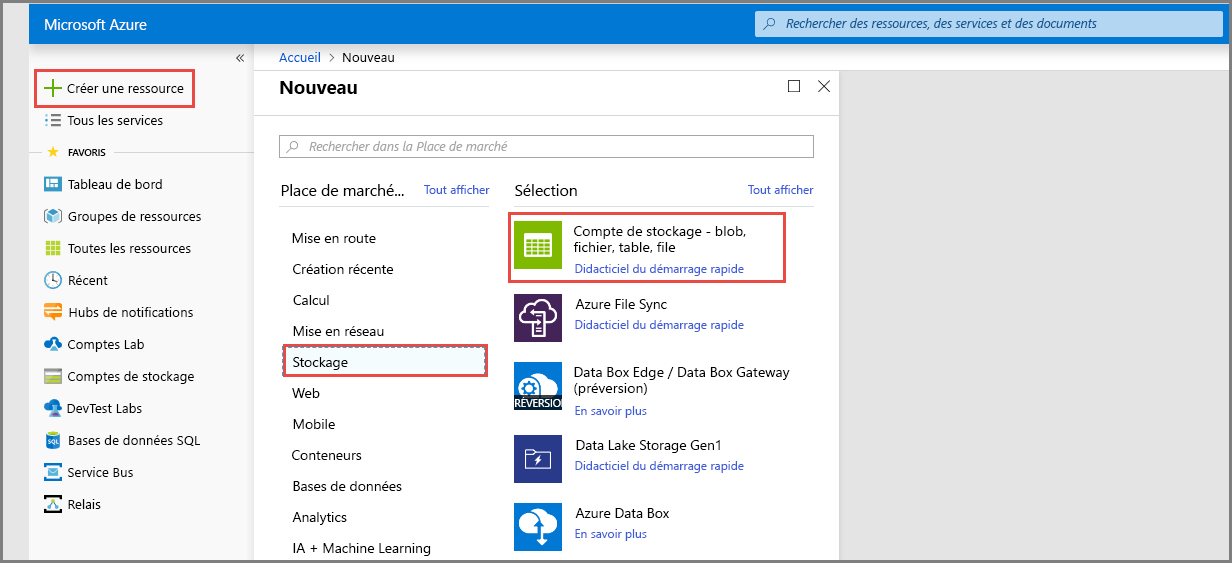 Microsoft Azure
Rechercher des ressources, des services et des documents
«
Créer une ressource
Tous les services
FAVORIS
Tableau de bord
Groupes de ressources
Toutes les ressources
Récent
Hubs de notifications
Comptes Lab
Comptes de stockage
DevTest Labs
SQL
Bases de données SQL
Service Bus
Relais
Accueil > Nouveau
Nouveau
Rechercher dans la Place de marché
Place de marché... Tout afficher
Mise en route
Création récente
Calcul
Mise en réseau
Stockage
Web
Mobile
Conteneurs
Bases de données
Analytics
IA + Machine Learning
Sélection Tout afficher
Compte de stockage - blob,
fichier, table, file
Didacticiel du démarrage rapide
Azure File Sync
Didacticiel du démarrage rapide
RÉVERSIO
Data Box Edge / Data Box Gateway
(préversion)
En savoir plus
Data Lake Storage Gen1
Didacticiel du démarrage rapide
Azure Data Box
En savoir plus